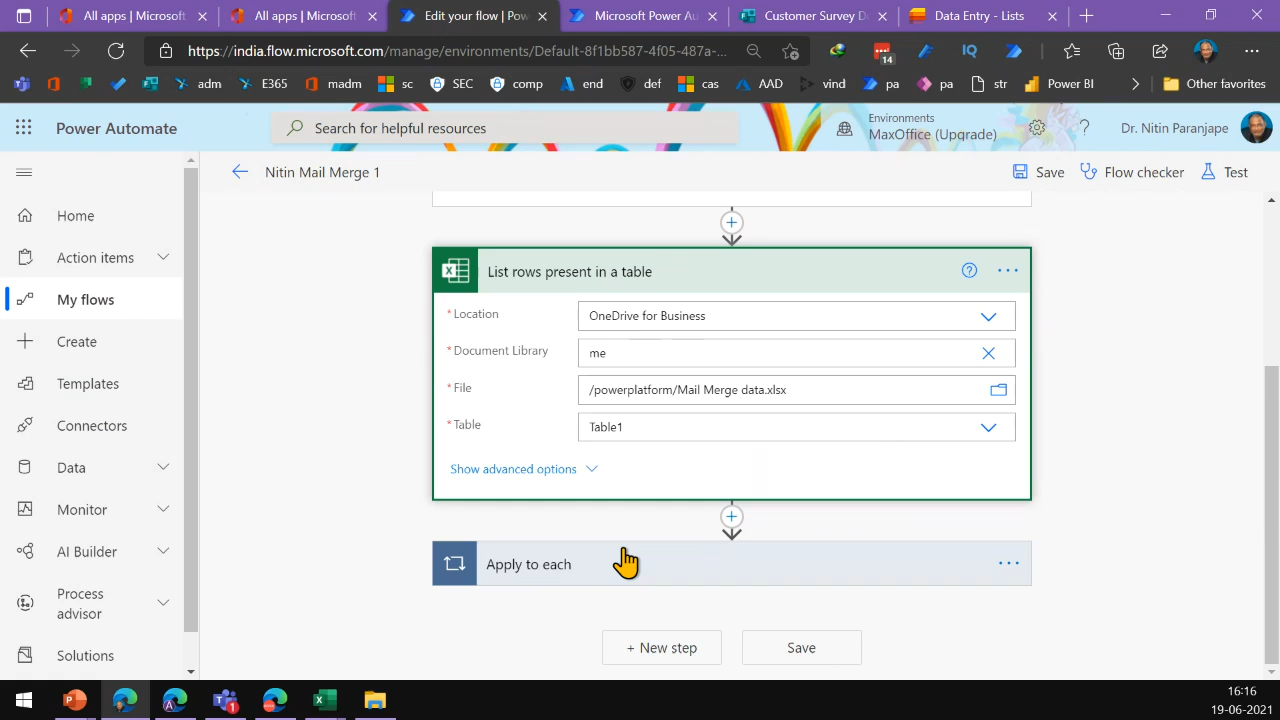 All apps | Microsoft
All apps | Microsoft
Edit your flow | Pow
Microsoft Power Au
Customer Survey D
Data Entry - Lists
https://india.flow.microsoft.com/manage/environments/Default-8f1bb587-4f05-487a-...
14
IQ
adm
E365
madm
sc
SEC
comp
end
def
cas
AAD
vind
pa
pa
str
Power BI
Other favorites
Power Automate
Search for helpful resources
Environments
MaxOffice (Upgrade)
Dr. Nitin Paranjape
Nitin Mail Merge 1
Save
Flow checker
Test
Home
Action items
My flows
Create
Templates
Connectors
Data
Monitor
AI Builder
Process
advisor
Solutions
List rows present in a table
* Location
OneDrive for Business
* Document Library
me
* File
/powerplatform/Mail Merge data.xlsx
* Table
Table1
Show advanced options
Apply to each
+ New step
Save
1
16:16
19-06-2021